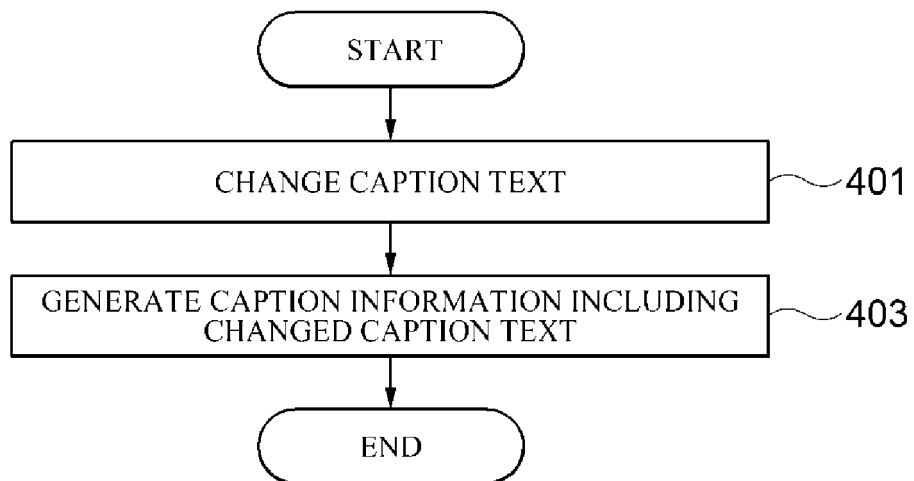 START
CHANGE CAPTION TEXT
401
GENERATE CAPTION INFORMATION INCLUDING
CHANGED CAPTION TEXT
403
END